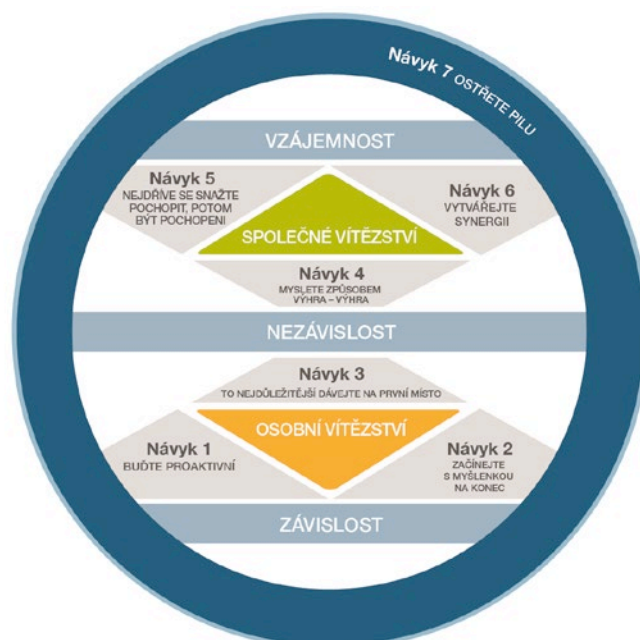 Návyk 7 OSTŘETE PILU
VZÁJEMNOST
Návyk 5
NEJDŘÍVE SE SNAŽTE
POCHOPIT, POTOM
BÝT POCHOPENI
Návyk 6
VYTVÁŘEJTE
SYNERGII
SPOLEČNÉ VÍTĚZSTVÍ
Návyk 4
MYSLETE ZPŮSOBEM
VÝHRA – VÝHRA
NEZÁVISLOST
Návyk 3
TO NEJDŮLEŽITĚJŠÍ DÁVEJTE NA PRVNÍ MÍSTO
OSOBNÍ VÍTĚZSTVÍ
Návyk 1
BUĎTE PROAKTIVNÍ
Návyk 2
ZAČÍNEJTE
S MYŠLENKOU
NA KONEC
ZÁVISLOST